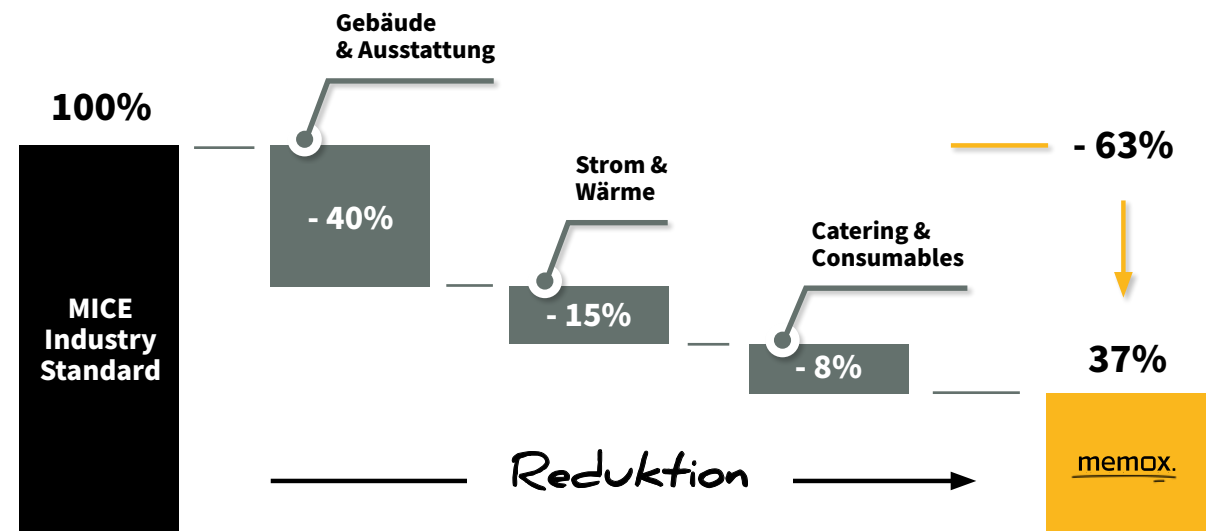 Gebäude
& Ausstattung
100%
- 63%
Strom &
Wärme
- 40%
Catering &
Consumables
MICE
Industry
Standard
- 15%
- 8%
37%
Reduktion
memox.